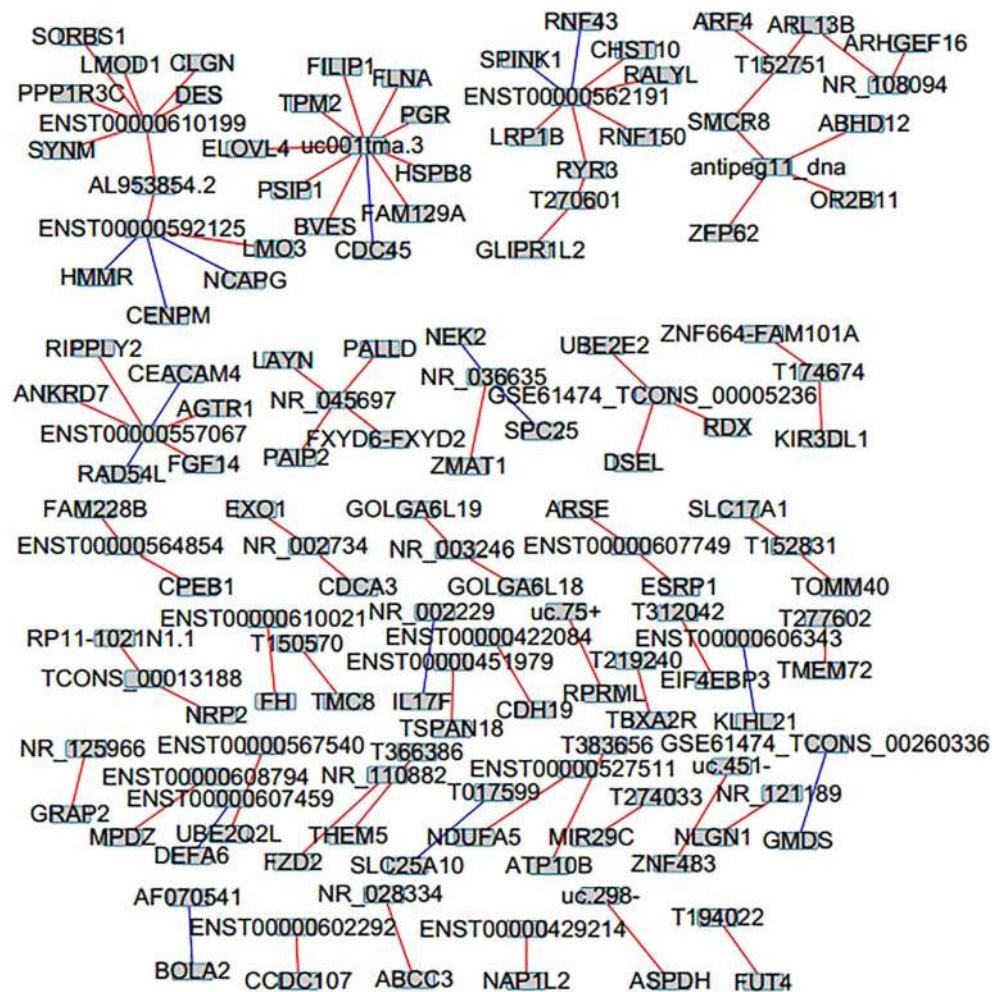 SORBS1
LMOD1
CLGN
PPP1R3C
DES
ENST00000610199
SYNM
AL953854.2
ENST00000592125
LMO3
HMMR
NCAPG
CENPM
FILIP1
FLNA
TPM2
PGR
ELOVL4
uc001tma.3
HSPB8
PSIP1
FAM129A
BVES
CDC45
RNF43
SPINK1
CHST10
RALYL
ENST00000562191
LRP1B
RNF150
RYR3
T270601
GLIPR1L2
ARF4
ARL13B
ARHGEF16
T152751
NR_108094
SMCR8
ABHD12
antipeg11_dna
OR2B11
ZFP62
RIPPLY2
CEACAM4
ANKRD7
AGTR1
ENST00000557067
FGF14
RAD54L
LAYN
PALLD
NR_045697
FXYD6-FXYD2
PAIP2
NEK2
NR_036635
SPC25
ZMAT1
UBE2E2
GSE61474_TCONS_00005236
RDX
DSEL
ZNF664-FAM101A
T174674
KIR3DL1
FAM228B
ENST00000564854
CPEB1
EXO1
NR_002734
CDCA3
GOLGA6L19
NR_003246
GOLGA6L18
ARSE
ENST00000607749
ESRP1
SLC17A1
T152831
TOMM40
RP11-1021N1.1
TCONS_00013188
NRP2
ENST00000610021
T150570
FH
TMC8
NR_002229
ENST00000422084
ENST00000451979
IL17F
CDH19
TSPAN18
uc.75+
T219240
RPRML
TBXA2R
T312042
ENST00000606343
EIF4EBP3
KLHL21
T277602
TMEM72
NR_125966
GRAP2
ENST00000567540
ENST00000608794
ENST00000607459
MPDZ
UBE2Q2L
DEFA6
T366386
NR_110882
THEM5
FZD2
T017599
SLC25A10
T383656
ENST00000527511
NDUFA5
ATP10B
T274033
MIR29C
GSE61474_TCONS_00260336
uc.451-
NR_121189
NLGN1
ZNF483
GMDS
AF070541
BOLA2
ENST00000602292
CCDC107
NR_028334
ABCC3
ENST00000429214
NAP1L2
uc.298-
ASPDH
T194022
FUT4